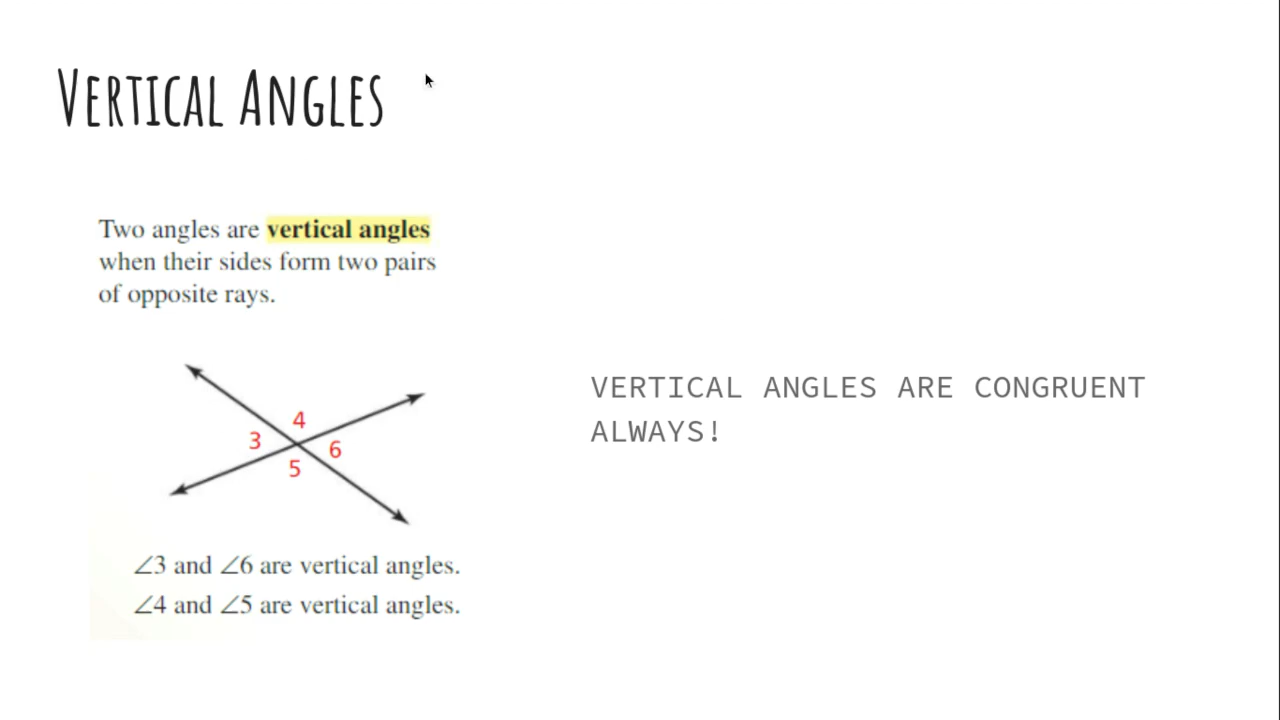 VERTICAL ANGLES
Two angles are vertical angles
when their sides form two pairs
of opposite rays.
4
3
6
5
∠3 and ∠6 are vertical angles.
∠4 and ∠5 are vertical angles.
VERTICAL ANGLES ARE CONGRUENT
ALWAYS!